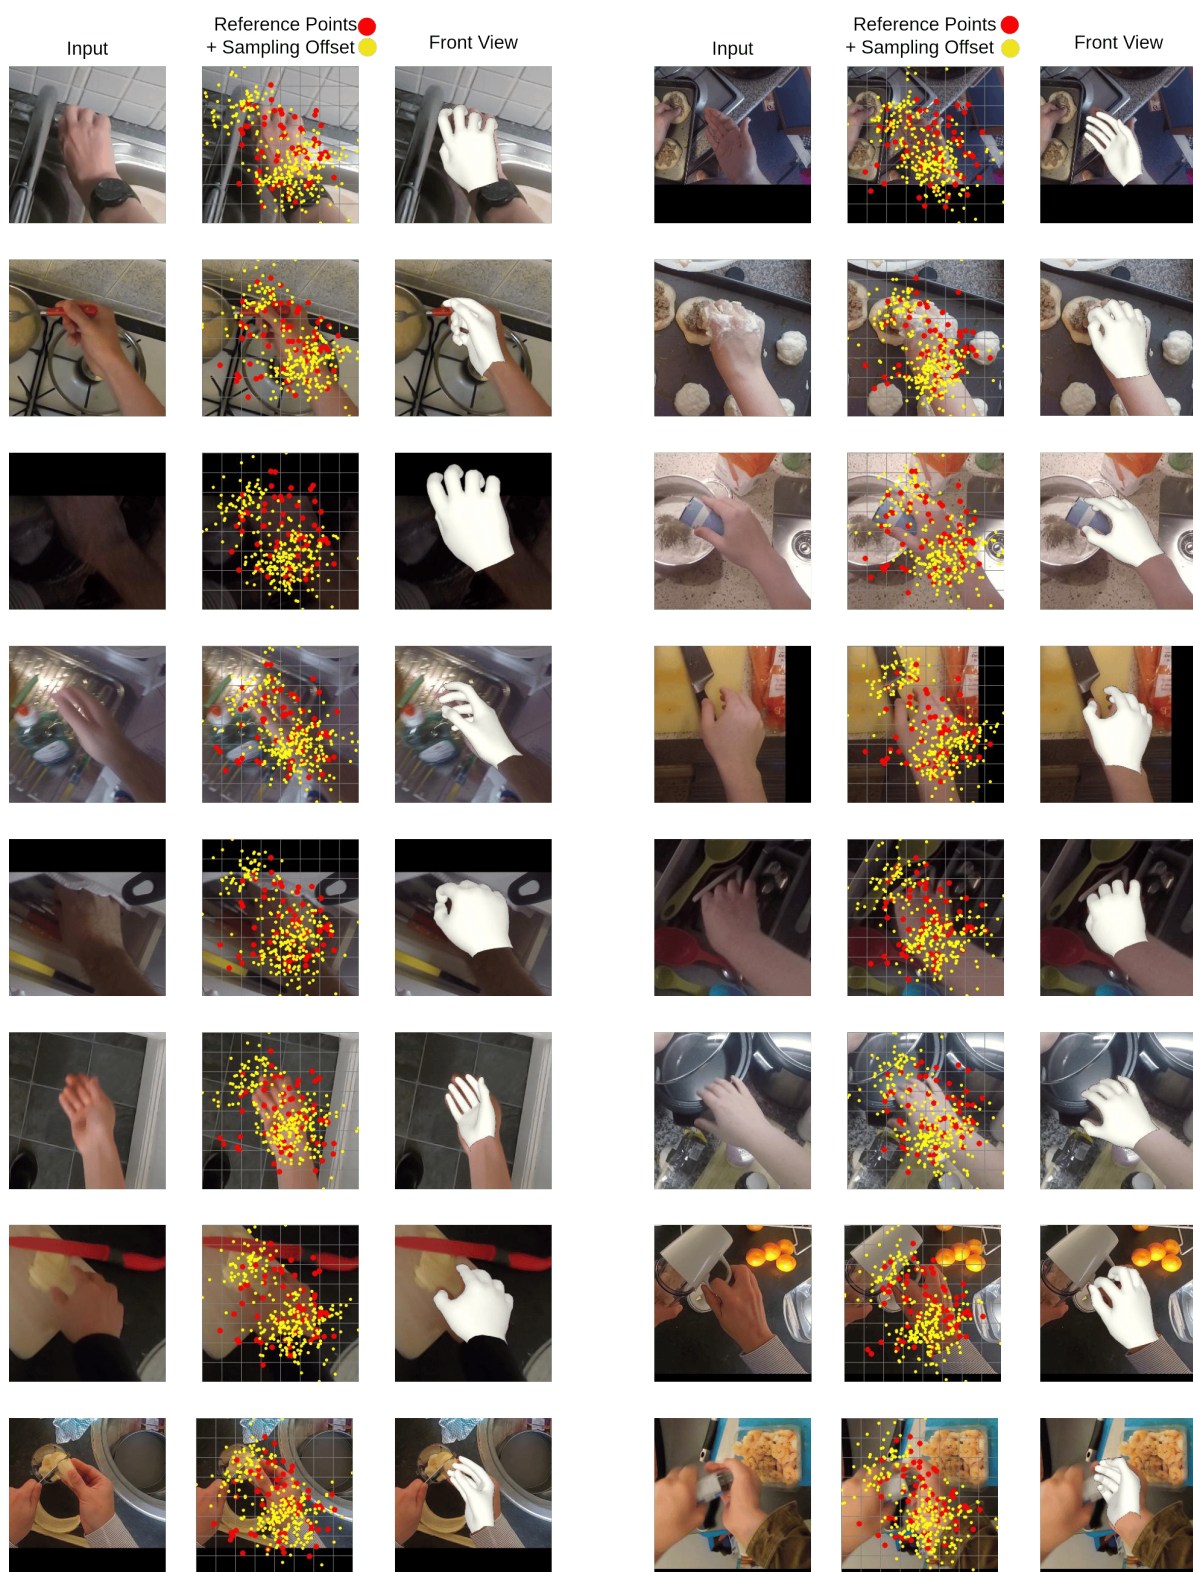 Input
Reference Points
+ Sampling Offset
Front View
Input
Reference Points
+ Sampling Offset
Front View